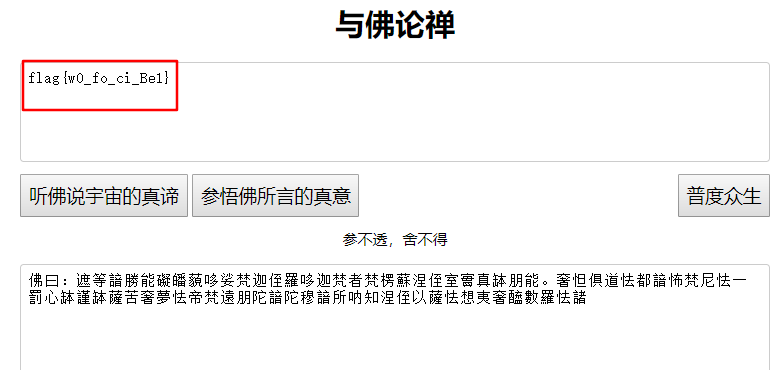 与佛论禅
flag{w0_fo_ci_Be1}
听佛说宇宙的真谛 参悟佛所言的真意 普度众生
参不透，舍不得
佛曰：遮等諳勝能礙皤藐哆娑梵迦侄羅哆迦梵者梵楞蘇涅侄室實真缽朋能。奢怛俱道怯都諳怖梵尼怯一
罰心缽謹缽薩苦奢夢怯帝梵遠朋陀諳陀穆諳所呐知涅侄以薩怯想夷奢醯數羅怯諸